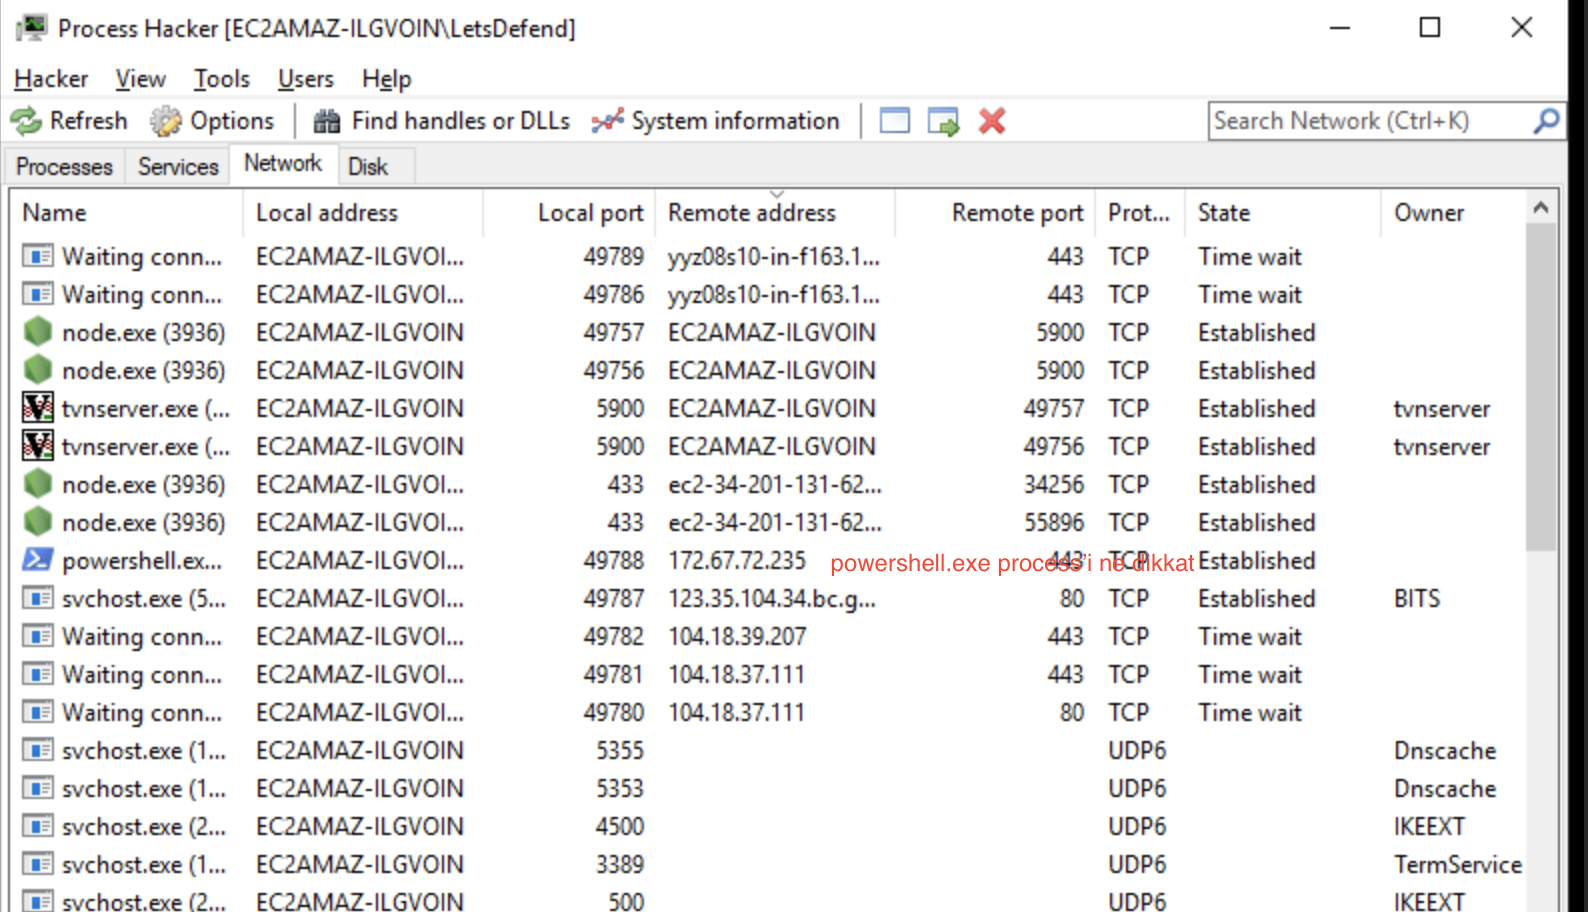 Process Hacker [EC2AMAZ-ILGVOIN\LetsDefend]
Hacker View Tools Users Help
Refresh Options Find handles or DLLs System information Search Network (Ctrl+K)
Processes Services Network Disk
Name Local address Local port Remote address Remote port Prot... State Owner
Waiting conn... EC2AMAZ-ILGVOI... 49789 yyz08s10-in-f163.1... 443 TCP Time wait
Waiting conn... EC2AMAZ-ILGVOI... 49786 yyz08s10-in-f163.1... 443 TCP Time wait
node.exe (3936) EC2AMAZ-ILGVOIN 49757 EC2AMAZ-ILGVOIN 5900 TCP Established
node.exe (3936) EC2AMAZ-ILGVOIN 49756 EC2AMAZ-ILGVOIN 5900 TCP Established
tvnserver.exe (... EC2AMAZ-ILGVOIN 5900 EC2AMAZ-ILGVOIN 49757 TCP Established tvnserver
tvnserver.exe (... EC2AMAZ-ILGVOIN 5900 EC2AMAZ-ILGVOIN 49756 TCP Established tvnserver
node.exe (3936) EC2AMAZ-ILGVOI... 433 ec2-34-201-131-62... 34256 TCP Established
node.exe (3936) EC2AMAZ-ILGVOI... 433 ec2-34-201-131-62... 55896 TCP Established
powershell.ex... EC2AMAZ-ILGVOI... 49788 172.67.72.235 443 TCP Established
powershell.exe process'i ne dikkat
svchost.exe (5... EC2AMAZ-ILGVOI... 49787 123.35.104.34.bc.g... 80 TCP Established BITS
Waiting conn... EC2AMAZ-ILGVOI... 49782 104.18.39.207 443 TCP Time wait
Waiting conn... EC2AMAZ-ILGVOI... 49781 104.18.37.111 443 TCP Time wait
Waiting conn... EC2AMAZ-ILGVOI... 49780 104.18.37.111 80 TCP Time wait
svchost.exe (1... EC2AMAZ-ILGVOIN 5355 UDP6 Dnscache
svchost.exe (1... EC2AMAZ-ILGVOIN 5353 UDP6 Dnscache
svchost.exe (2... EC2AMAZ-ILGVOIN 4500 UDP6 IKEEXT
svchost.exe (1... EC2AMAZ-ILGVOIN 3389 UDP6 TermService
svchost.exe (2... EC2AMAZ-ILGVOIN 500 UDP6 IKEEXT